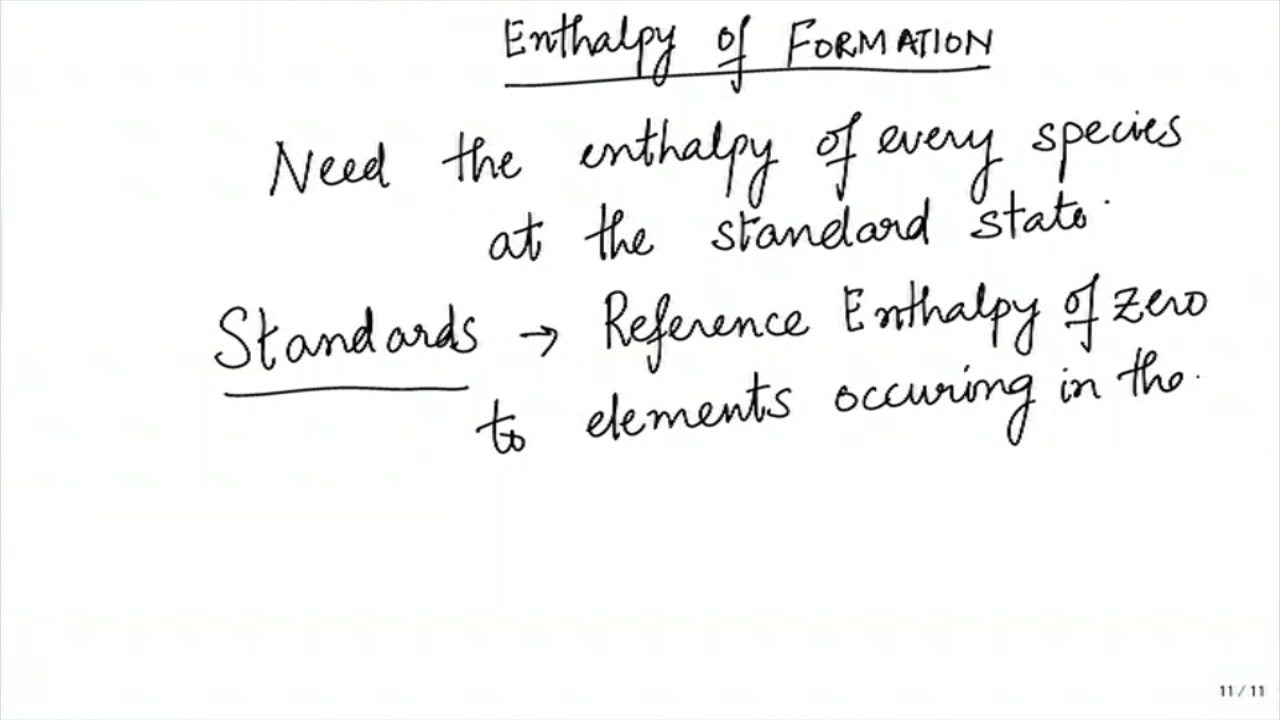 Enthalpy of FORMATION
Need the enthalpy of every species
at the standard state.
Standards → Reference Enthalpy of zero
to elements occuring in the
11 / 11